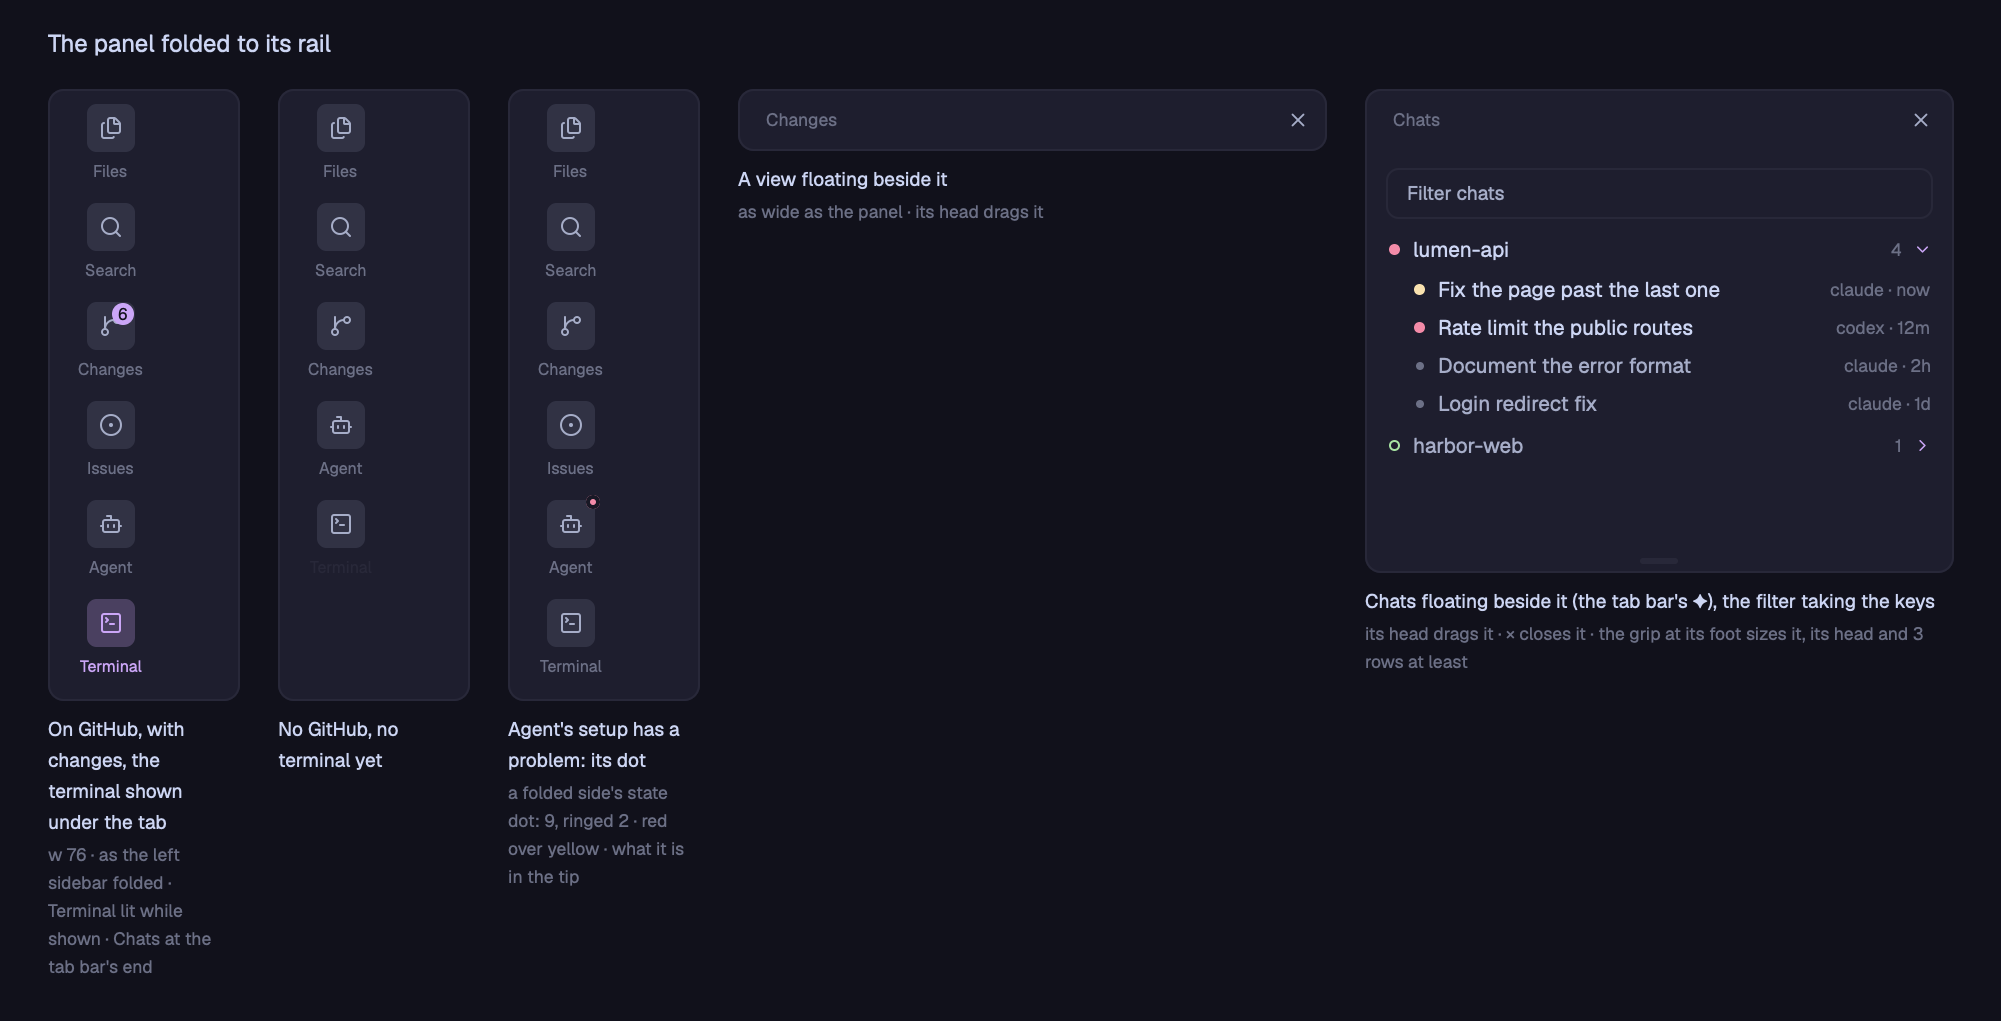 The panel folded to its rail
Files
Search
6
Changes
Issues
Agent
Terminal
On GitHub, with
changes, the
terminal shown
under the tab
w 76 · as the left
sidebar folded ·
Terminal lit while
shown · Chats at the
tab bar's end
Files
Search
Changes
Agent
Terminal
No GitHub, no
terminal yet
Files
Search
Changes
Issues
Agent
Terminal
Agent's setup has a
problem: its dot
a folded side's state
dot: 9, ringed 2 · red
over yellow · what it is
in the tip
Changes
A view floating beside it
as wide as the panel · its head drags it
Chats
Filter chats
lumen-api 4
Fix the page past the last one claude · now
Rate limit the public routes codex · 12m
Document the error format claude · 2h
Login redirect fix claude · 1d
harbor-web 1
Chats floating beside it (the tab bar's ✦), the filter taking the keys
its head drags it · × closes it · the grip at its foot sizes it, its head and 3
rows at least